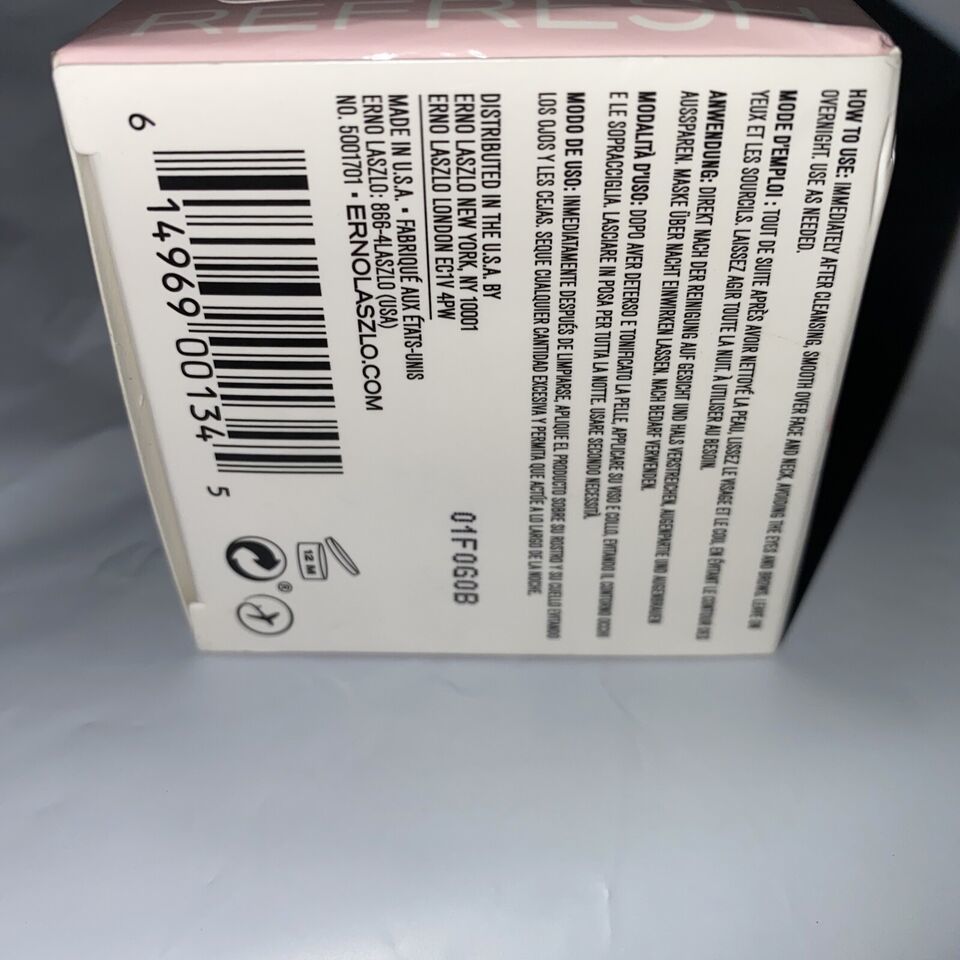 REFRESH
HOW TO USE: IMMEDIATELY AFTER CLEANSING, SMOOTH OVER FACE AND NECK, AVOIDING THE EYES AND BROWS. LEAVE ON
OVERNIGHT. USE AS NEEDED.
MODE D'EMPLOI : TOUT DE SUITE APRÈS AVOIR NETTOYÉ LA PEAU, LISSEZ LE VISAGE ET LE COU, EN ÉVITANT LE CONTOUR DES
YEUX ET LES SOURCILS. LAISSEZ AGIR TOUTE LA NUIT. À UTILISER AU BESOIN.
ANWENDUNG: DIREKT NACH DER REINIGUNG AUF GESICHT UND HALS VERSTREICHEN, AUGENPARTIE UND AUGENBRAUEN
AUSSPAREN. MASKE ÜBER NACHT EINWIRKEN LASSEN. NACH BEDARF VERWENDEN.
MODALITÀ D'USO: DOPO AVER DETERSO E TONIFICATO LA PELLE, APPLICARE SU VISO E COLLO, EVITANDO IL CONTORNO OCCHI
E LE SOPRACCIGLIA. LASCIARE IN POSA PER TUTTA LA NOTTE. USARE SECONDO NECESSITÀ.
MODO DE USO: INMEDIATAMENTE DESPUÉS DE LIMPIARSE, APLIQUE EL PRODUCTO SOBRE SU ROSTRO Y SU CUELLO EVITANDO
LOS OJOS Y LES CEJAS. SEQUE CUALQUIER CANTIDAD EXCESIVA Y PERMITA QUE ACTÚE A LO LARGO DE LA NOCHE.
DISTRIBUTED IN THE U.S.A. BY
ERNO LASZLO NEW YORK, NY 10001
ERNO LASZLO LONDON EC1V 4PW
MADE IN U.S.A. • FABRIQUÉ AUX ÉTATS-UNIS
ERNO LASZLO: 866-4LASZLO (USA)
NO. 5001701 • ERNOLASZLO.COM
01F060B
12 M
®
6 14969 00134 5